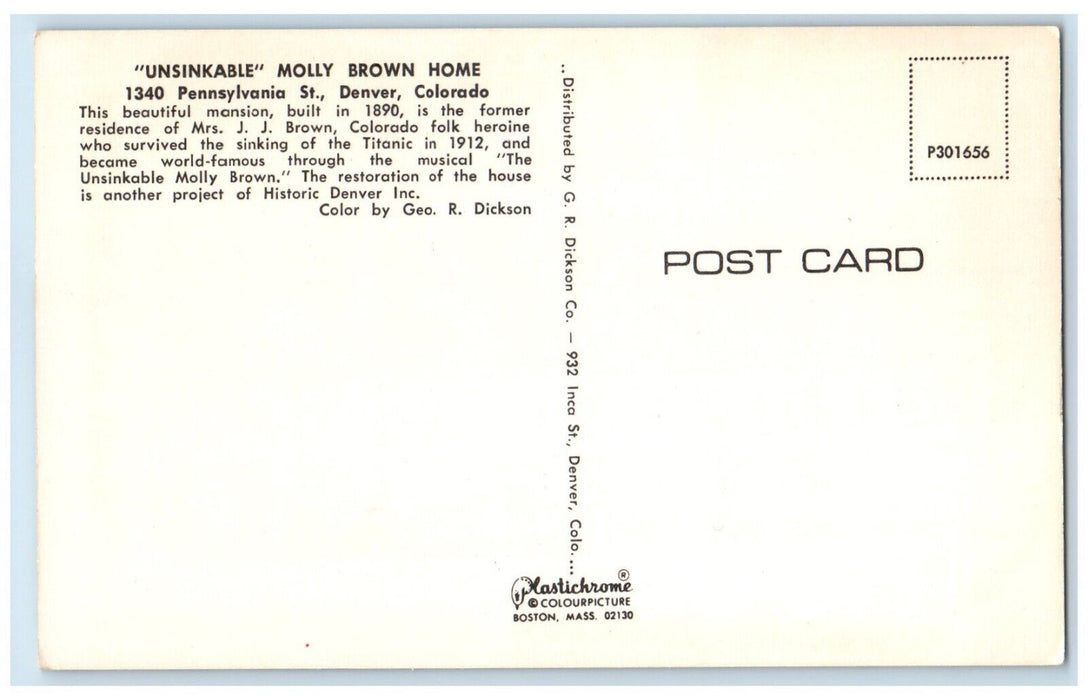 "UNSINKABLE" MOLLY BROWN HOME
1340 Pennsylvania St., Denver, Colorado
This beautiful mansion, built in 1890, is the former
residence of Mrs. J. J. Brown, Colorado folk heroine
who survived the sinking of the Titanic in 1912, and
became world-famous through the musical "The
Unsinkable Molly Brown." The restoration of the house
is another project of Historic Denver Inc.
Color by Geo. R. Dickson
.. Distributed by G. R. Dickson Co. — 932 Inca St., Denver, Colo....
Plastichrome ®
© COLOURPICTURE
BOSTON, MASS. 02130
P301656
POST CARD